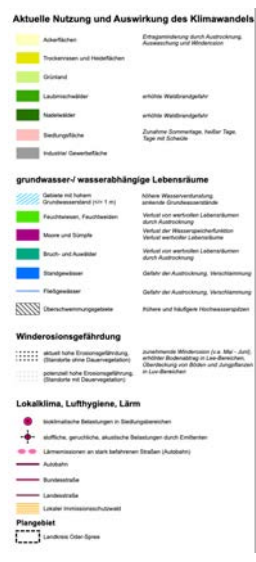 Aktuelle Nutzung und Auswirkung des Klimawandels
Ackerflächen
Ertragsminderung durch Austrocknung,
Auswaschung und Winderosion
Trockenrasen und Heideflächen
Grünland
Laubmischwälder
erhöhte Waldbrandgefahr
Nadelwälder
erhöhte Waldbrandgefahr
Siedlungsfläche
Zunahme Sommertage, heißer Tage,
Tage mit Schwüle
Industrie/ Gewerbefläche
grundwasser-/ wasserabhängige Lebensräume
Gebiete mit hohem
Grundwasserstand (+/= 1 m)
höhere Wasserverdunstung,
sinkende Grundwasserstände
Feuchtwiesen, Feuchtweiden
Verlust von wertvollen Lebensräumen
durch Austrocknung
Moore und Sümpfe
Verlust der Wasserspeicherfunktion
Verlust wertvoller Lebensräume
Bruch- und Auwälder
Verlust von wertvollen Lebensräumen
durch Austrocknung
Standgewässer
Gefahr der Austrocknung, Verschlammung
Fließgewässer
Gefahr der Austrocknung, Verschlammung
Überschwemmungsgebiete
frühere und häufigere Hochwasserspitzen
Winderosionsgefährdung
aktuell hohe Erosionsgefährdung,
(Standorte ohne Dauervegetation)
zunehmende Winderosion (v.a. Mai - Juni),
erhöhter Bodenabtrag in Lee-Bereichen,
Überdeckung von Böden und Jungpflanzen
in Luv-Bereichen
potenziell hohe Erosionsgefährdung,
(Standorte mit Dauervegetation)
Lokalklima, Lufthygiene, Lärm
bioklimatische Belastungen in Siedlungsbereichen
stoffliche, geruchliche, akustische Belastungen durch Emittenten
Lärmemissionen an stark befahrenen Straßen (Autobahn)
Autobahn
Bundesstraße
Landesstraße
Lokaler Immissionsschutzwald
Plangebiet
Landkreis Oder-Spree